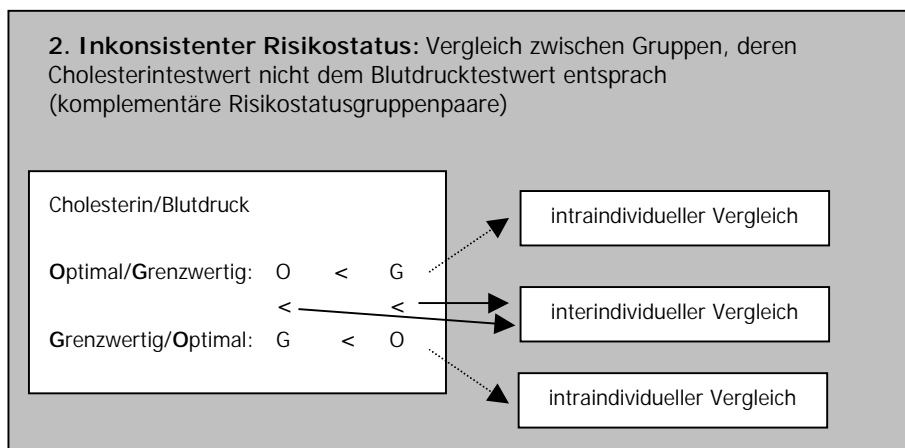 2. Inkonsistenter Risikostatus: Vergleich zwischen Gruppen, deren
Cholesterintestwert nicht dem Blutdrucktestwert entsprach
(komplementäre Risikostatusgruppenpaare)
Cholesterin/Blutdruck
intraindividueller Vergleich
Optimal/Grenzwertig: O < G
< <
interindividueller Vergleich
Grenzwertig/Optimal: G < O
intraindividueller Vergleich